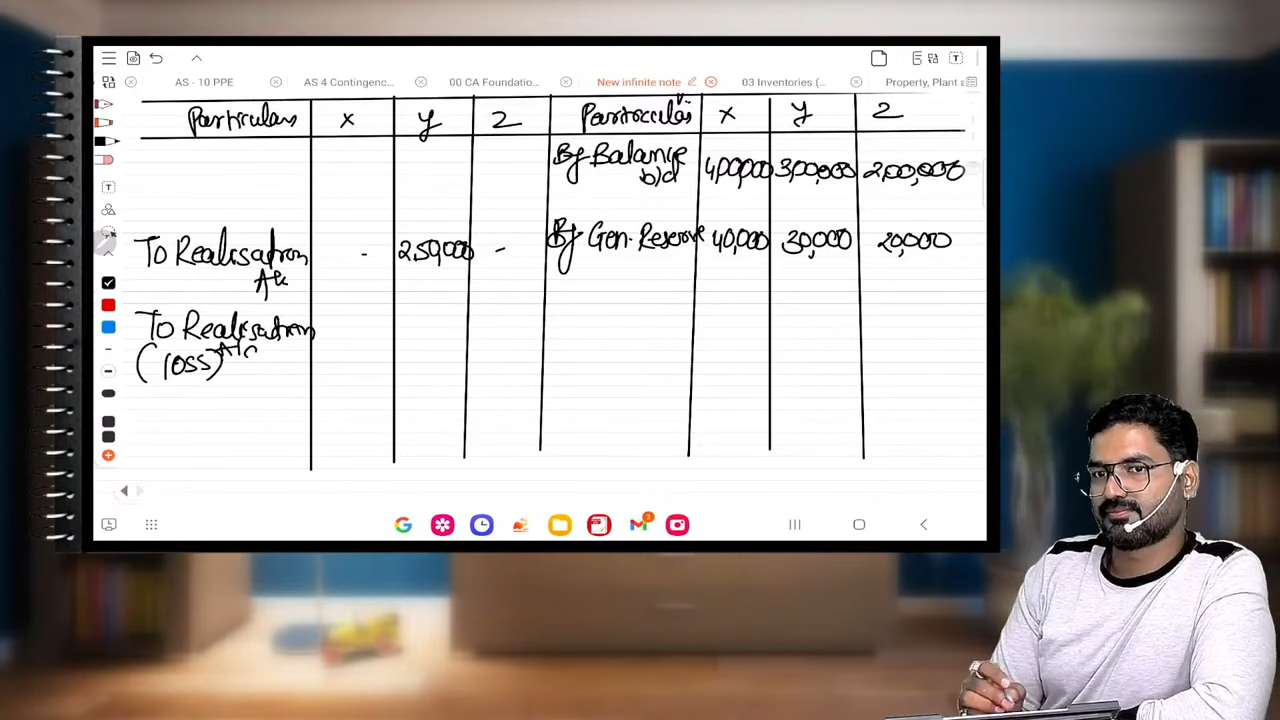 AS - 10 PPE
AS 4 Contingenc...
00 CA Foundatio...
New infinite note
03 Inventories (...
Property, Plant a
Particulars X Y Z Particulars X Y Z
By Balance b/d 4,00,000 3,00,000 2,00,000
To Realisation A/c - 2,50,000 - By Gen. Reserve 40,000 30,000 20,000
To Realisation A/c
(loss)